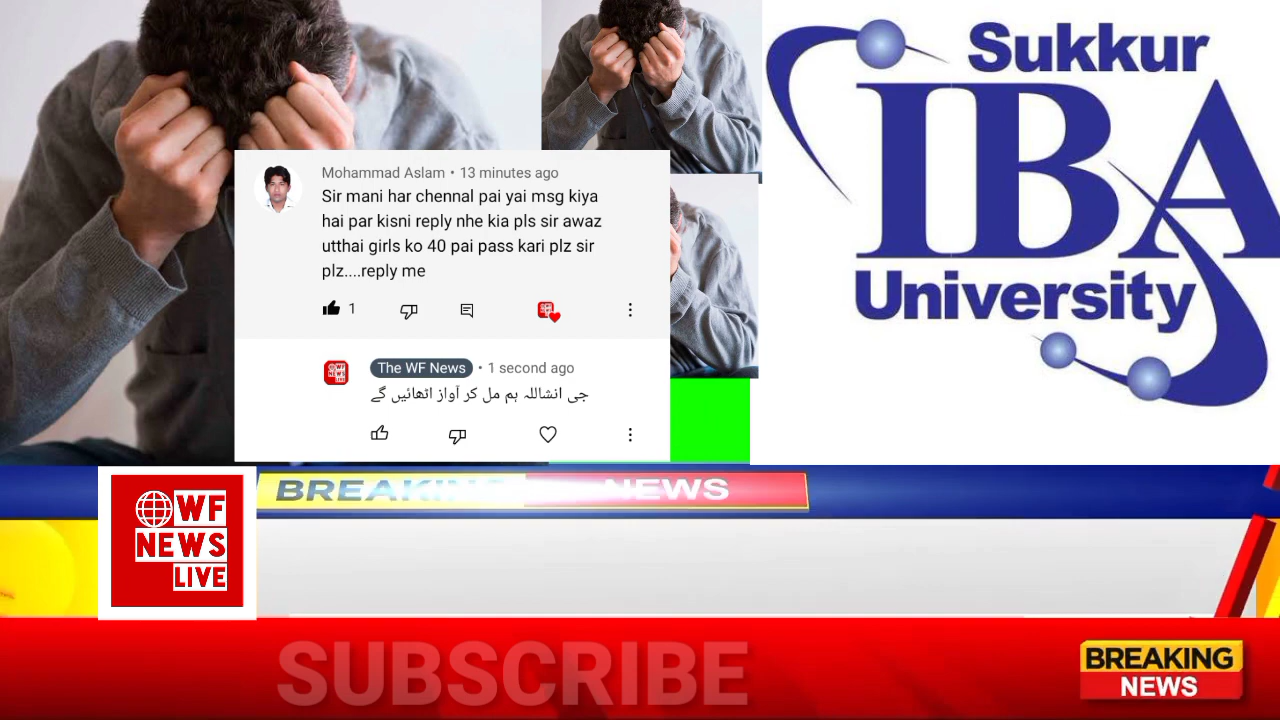 Sukkur
IBA
University
Mohammad Aslam • 13 minutes ago
Sir mani har chennal pai yai msg kiya
hai par kisni reply nhe kia pls sir awaz
utthai girls ko 40 pai pass kari plz sir
plz....reply me
1
The WF News • 1 second ago
جی انشاللہ ہم مل کر آواز اٹھائیں گے
BREAKING NEWS
WF
NEWS
LIVE
SUBSCRIBE
BREAKING
NEWS